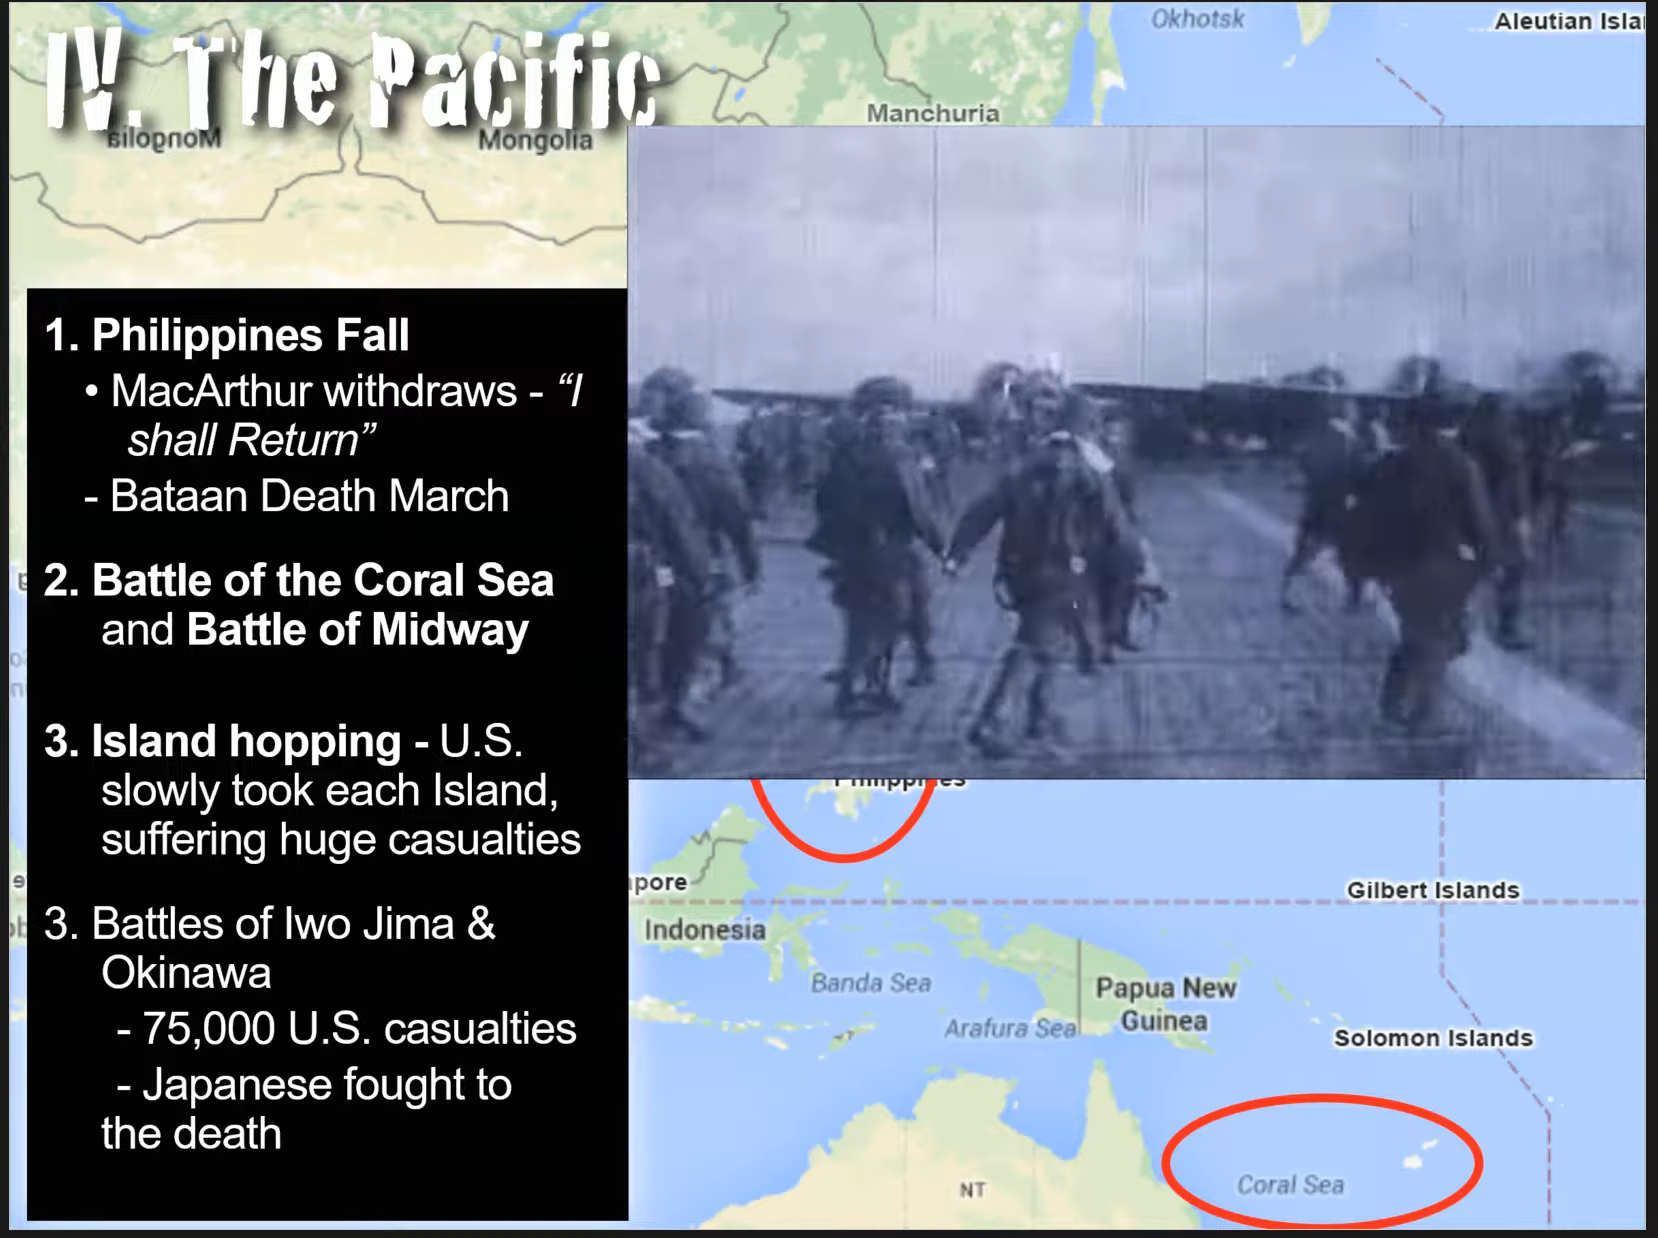 IV. The Pacific
Okhotsk
Aleutian Isla
Manchuria
Mongolia
Mongolia
1. Philippines Fall
• MacArthur withdraws - “I
shall Return”
- Bataan Death March
2. Battle of the Coral Sea
and Battle of Midway
3. Island hopping - U.S.
slowly took each Island,
suffering huge casualties
3. Battles of Iwo Jima &
Okinawa
- 75,000 U.S. casualties
- Japanese fought to
the death
Philippines
pore
Indonesia
Gilbert Islands
Banda Sea
Papua New
Guinea
Arafura Sea
Solomon Islands
Coral Sea
NT